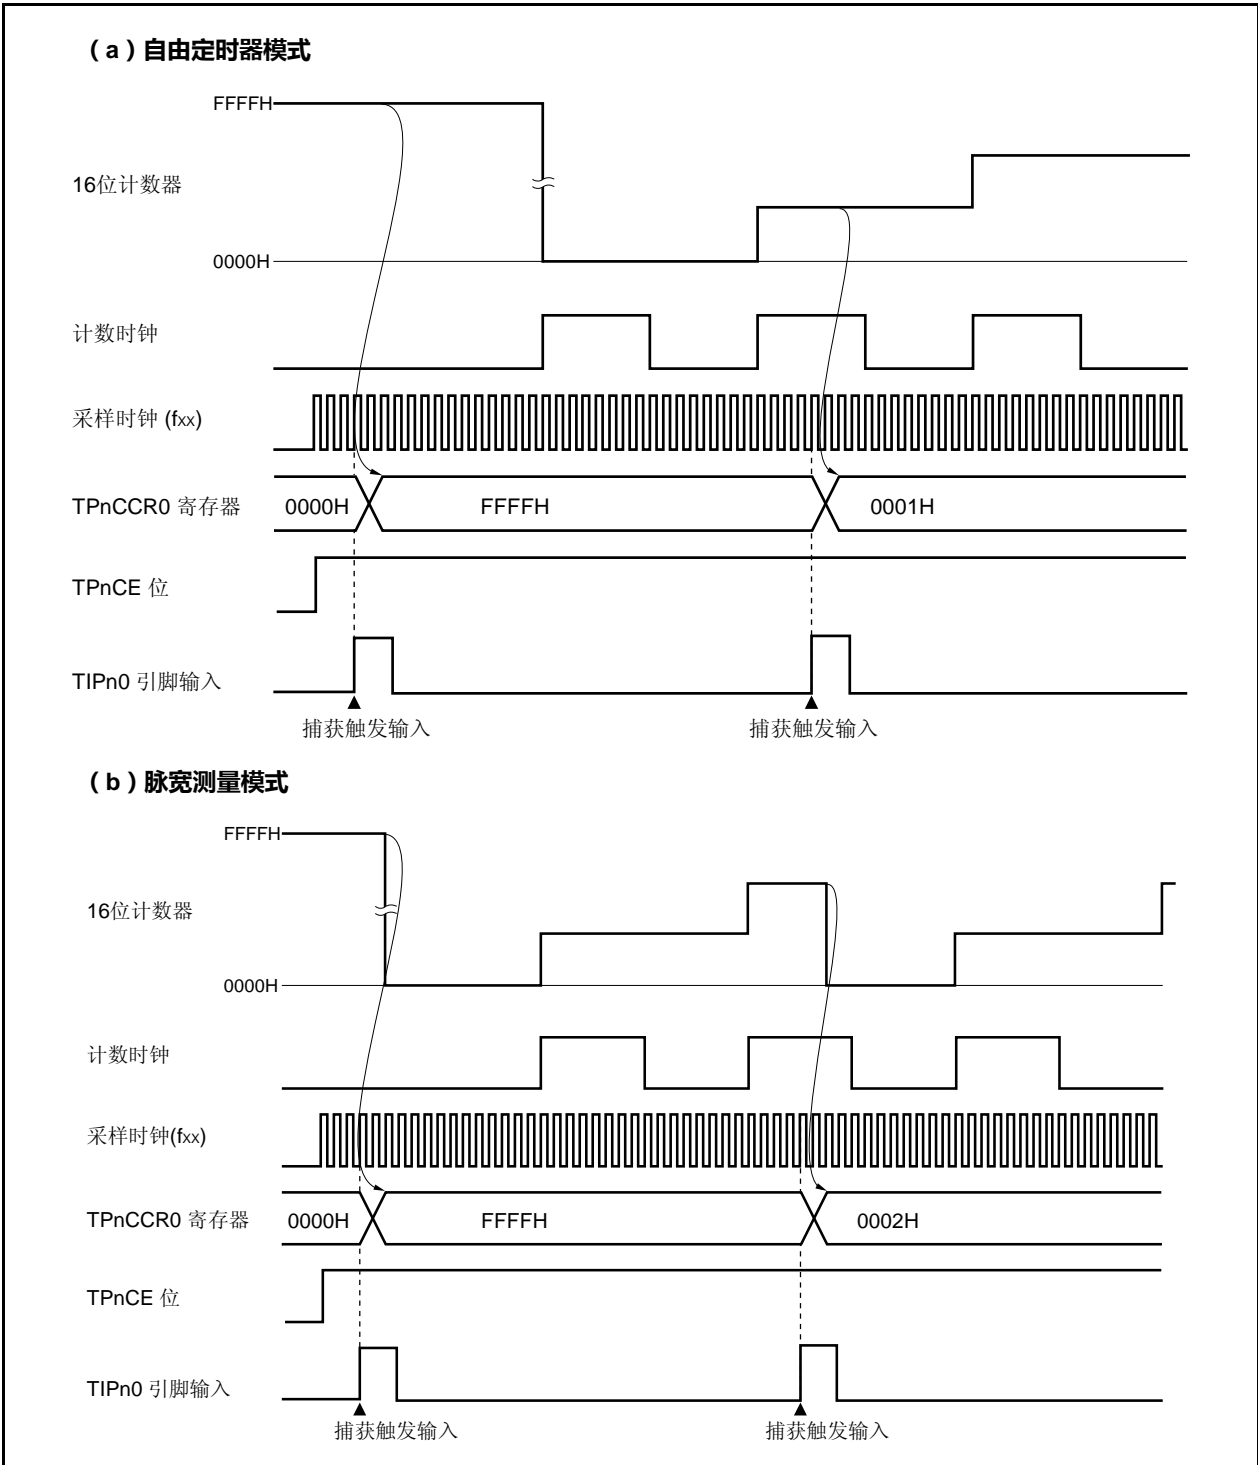 （a）自由定时器模式
FFFFH
16位计数器
0000H
计数时钟
采样时钟 (fxx)
TPnCCR0 寄存器
0000H
FFFFH
0001H
TPnCE 位
TIPn0 引脚输入
捕获触发输入
捕获触发输入
（b）脉宽测量模式
FFFFH
16位计数器
0000H
计数时钟
采样时钟(fxx)
TPnCCR0 寄存器
0000H
FFFFH
0002H
TPnCE 位
TIPn0 引脚输入
捕获触发输入
捕获触发输入